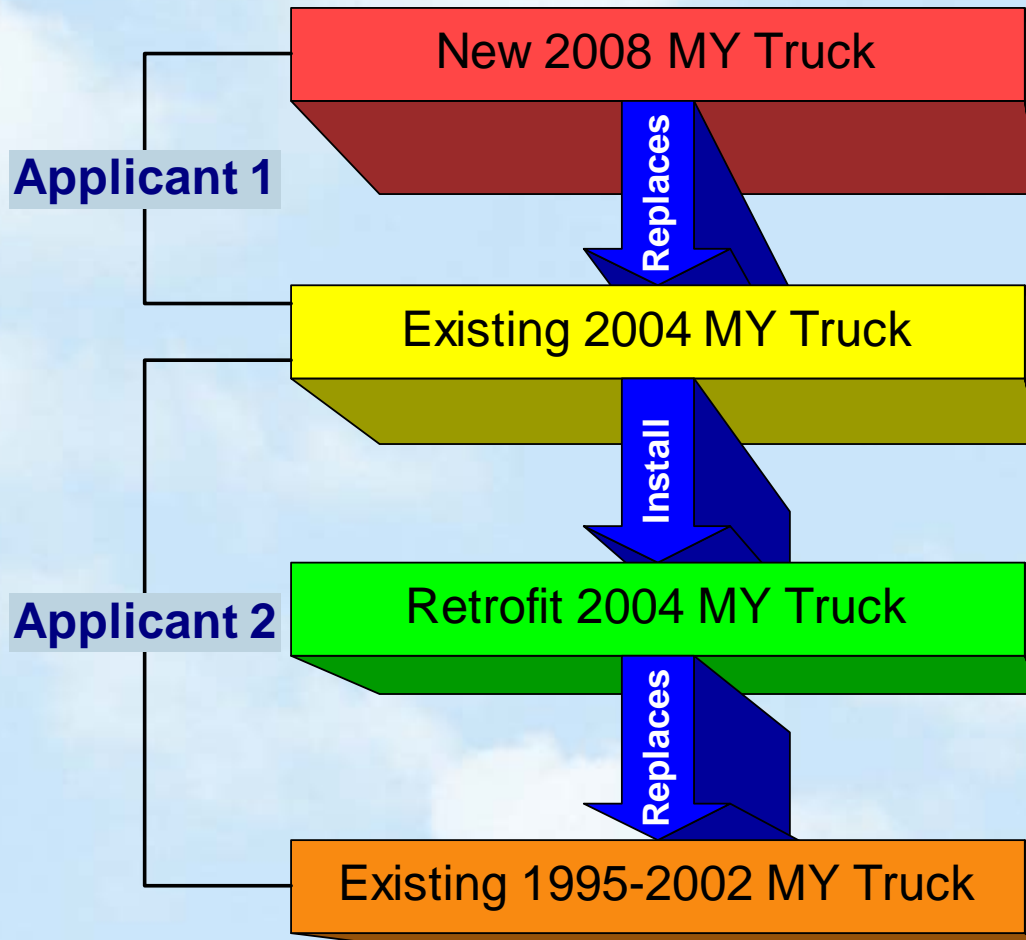 New 2008 MY Truck
Replaces
Applicant 1
Existing 2004 MY Truck
Install
Retrofit 2004 MY Truck
Applicant 2
Replaces
Existing 1995-2002 MY Truck